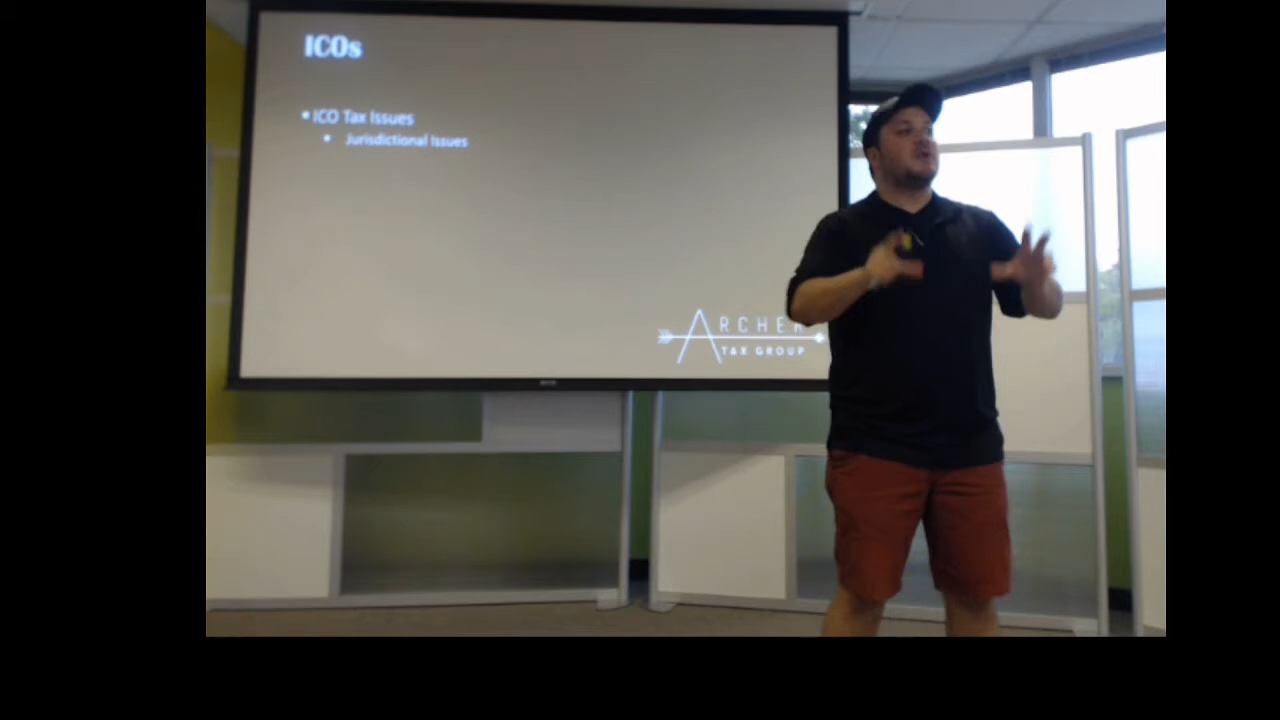 ICOs
• ICO Tax Issues
• Jurisdictional Issues
ARCHER
TAX GROUP